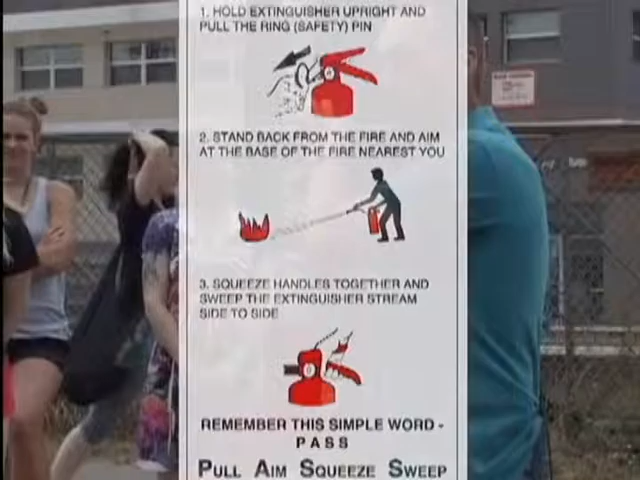 1. HOLD EXTINGUISHER UPRIGHT AND
PULL THE RING (SAFETY) PIN
2. STAND BACK FROM THE FIRE AND AIM
AT THE BASE OF THE FIRE NEAREST YOU
3. SQUEEZE HANDLES TOGETHER AND
SWEEP THE EXTINGUISHER STREAM
SIDE TO SIDE
REMEMBER THIS SIMPLE WORD -
PASS
PULL AIM SQUEEZE SWEEP